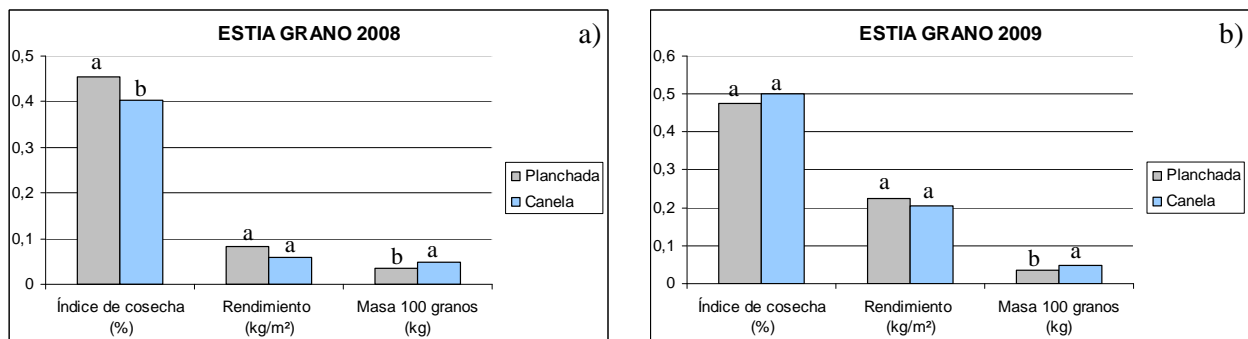 ESTIA GRANO 2008
a)
0,5
0,4
0,3
0,2
0,1
0
a
b
a
a
b
a
Índice de cosecha
(%)
Rendimiento
(kg/m²)
Masa 100 granos
(kg)
Planchada
Canela
ESTIA GRANO 2009
b)
0,6
0,5
0,4
0,3
0,2
0,1
0
a
a
a
a
b
a
Índice de cosecha
(%)
Rendimiento
(kg/m²)
Masa 100 granos
(kg)
Planchada
Canela